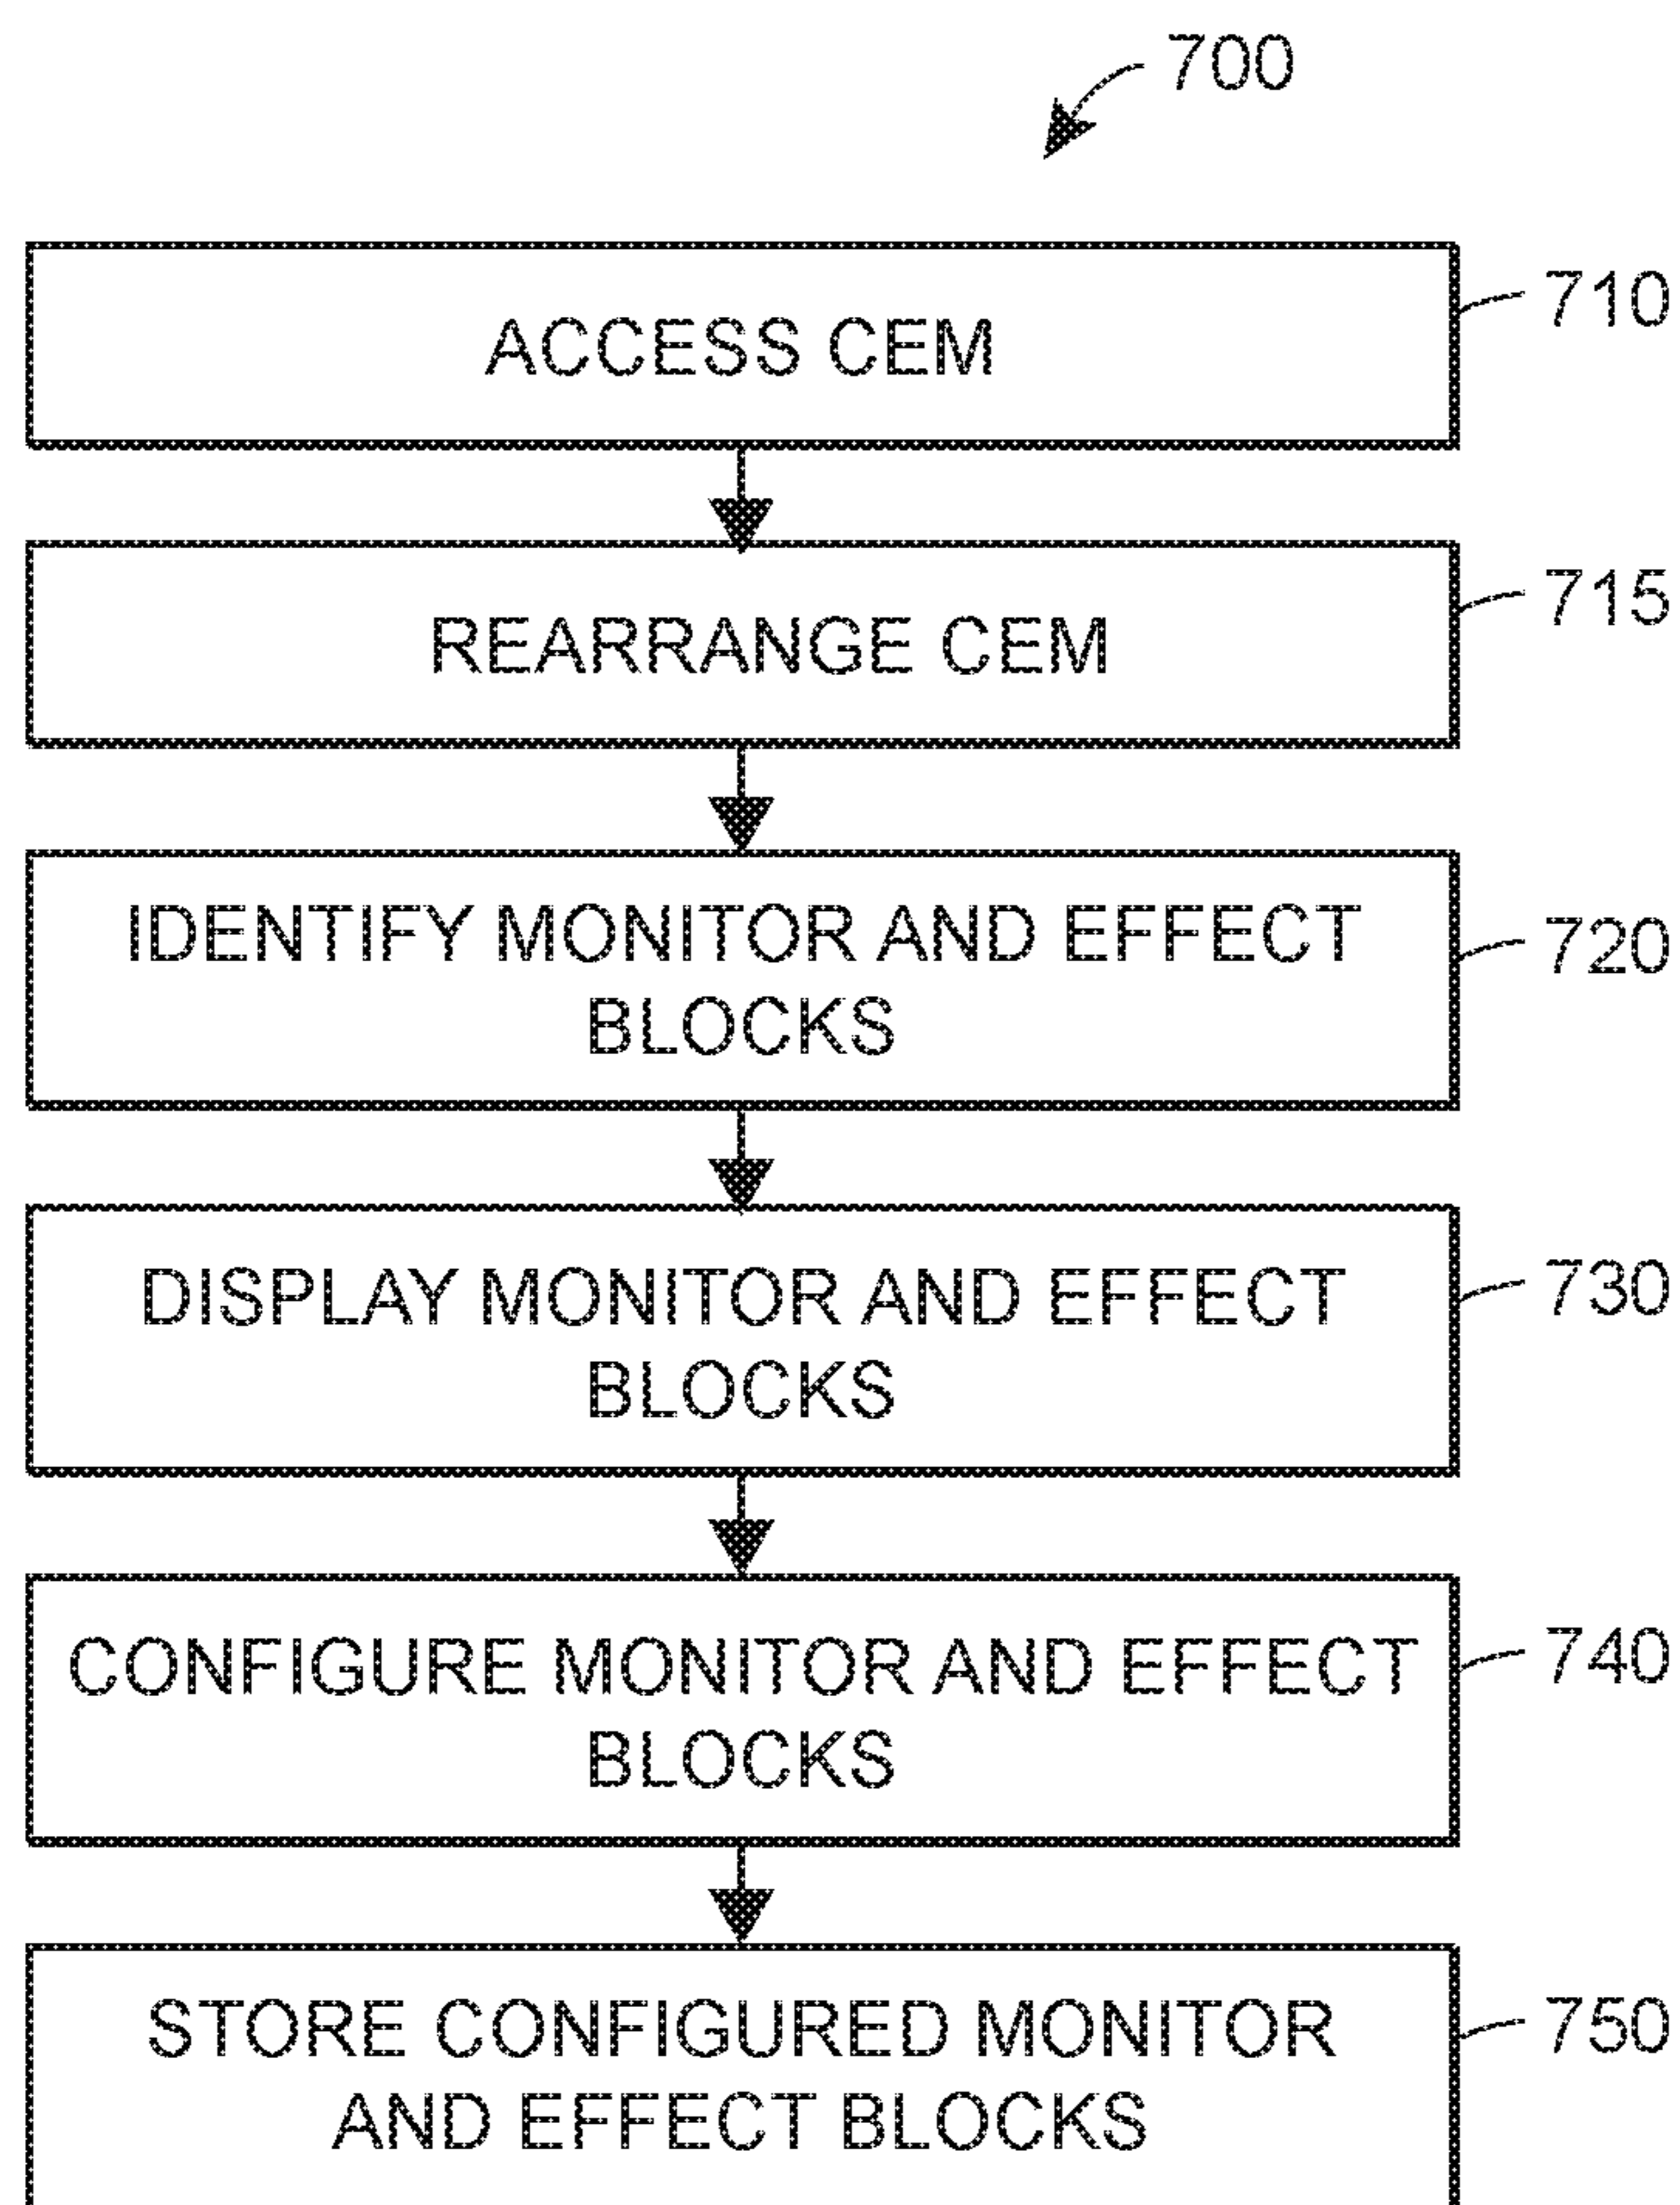 700
ACCESS CEM
710
REARRANGE CEM
715
IDENTIFY MONITOR AND EFFECT
BLOCKS
720
DISPLAY MONITOR AND EFFECT
BLOCKS
730
CONFIGURE MONITOR AND EFFECT
BLOCKS
740
STORE CONFIGURED MONITOR
AND EFFECT BLOCKS
750